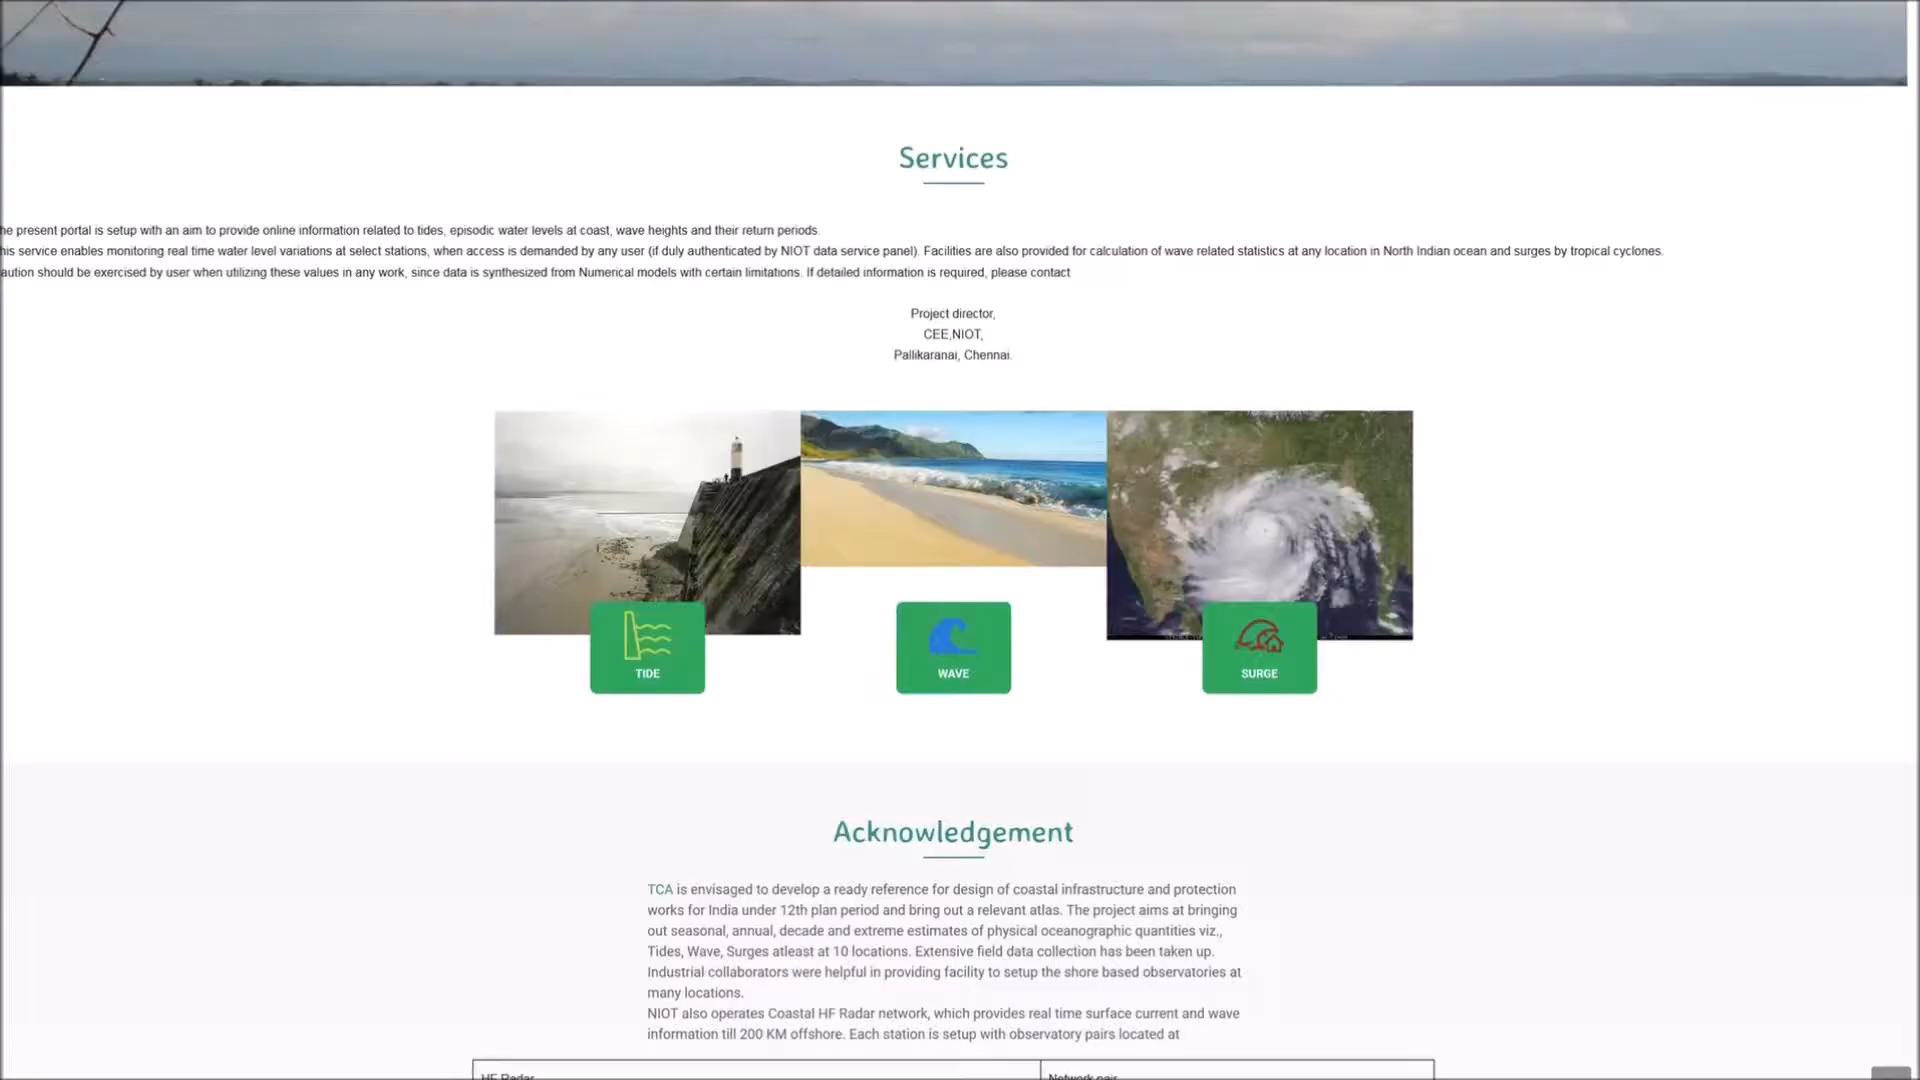 Services
he present portal is setup with an aim to provide online information related to tides, episodic water levels at coast, wave heights and their return periods.
his service enables monitoring real time water level variations at select stations, when access is demanded by any user (if duly authenticated by NIOT data service panel). Facilities are also provided for calculation of wave related statistics at any location in North Indian ocean and surges by tropical cyclones.
aution should be exercised by user when utilizing these values in any work, since data is synthesized from Numerical models with certain limitations. If detailed information is required, please contact
Project director,
CEE,NIOT,
Pallikaranai, Chennai.
TIDE
WAVE
SURGE
Acknowledgement
TCA is envisaged to develop a ready reference for design of coastal infrastructure and protection
works for India under 12th plan period and bring out a relevant atlas. The project aims at bringing
out seasonal, annual, decade and extreme estimates of physical oceanographic quantities viz.,
Tides, Wave, Surges atleast at 10 locations. Extensive field data collection has been taken up.
Industrial collaborators were helpful in providing facility to setup the shore based observatories at
many locations.
NIOT also operates Coastal HF Radar network, which provides real time surface current and wave
information till 200 KM offshore. Each station is setup with observatory pairs located at
HF Radar
Network pair